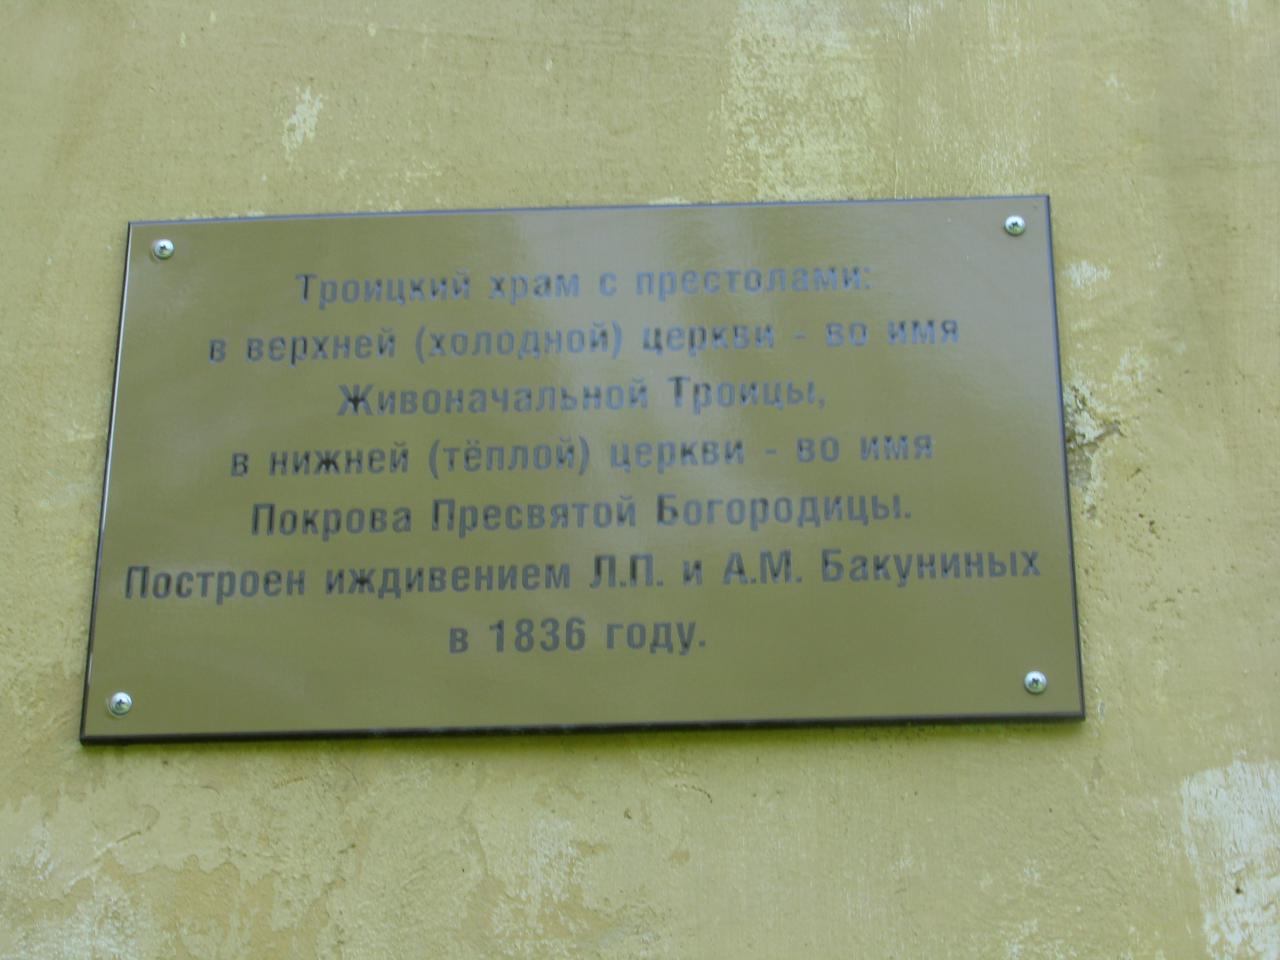 Троицкий храм с престолами:
в верхней (холодной) церкви - во имя
Живоначальной Троицы,
в нижней (тёплой) церкви - во имя
Покрова Пресвятой Богородицы.
Построен иждивением Л.П. и А.М. Бакуниных
в 1836 году.